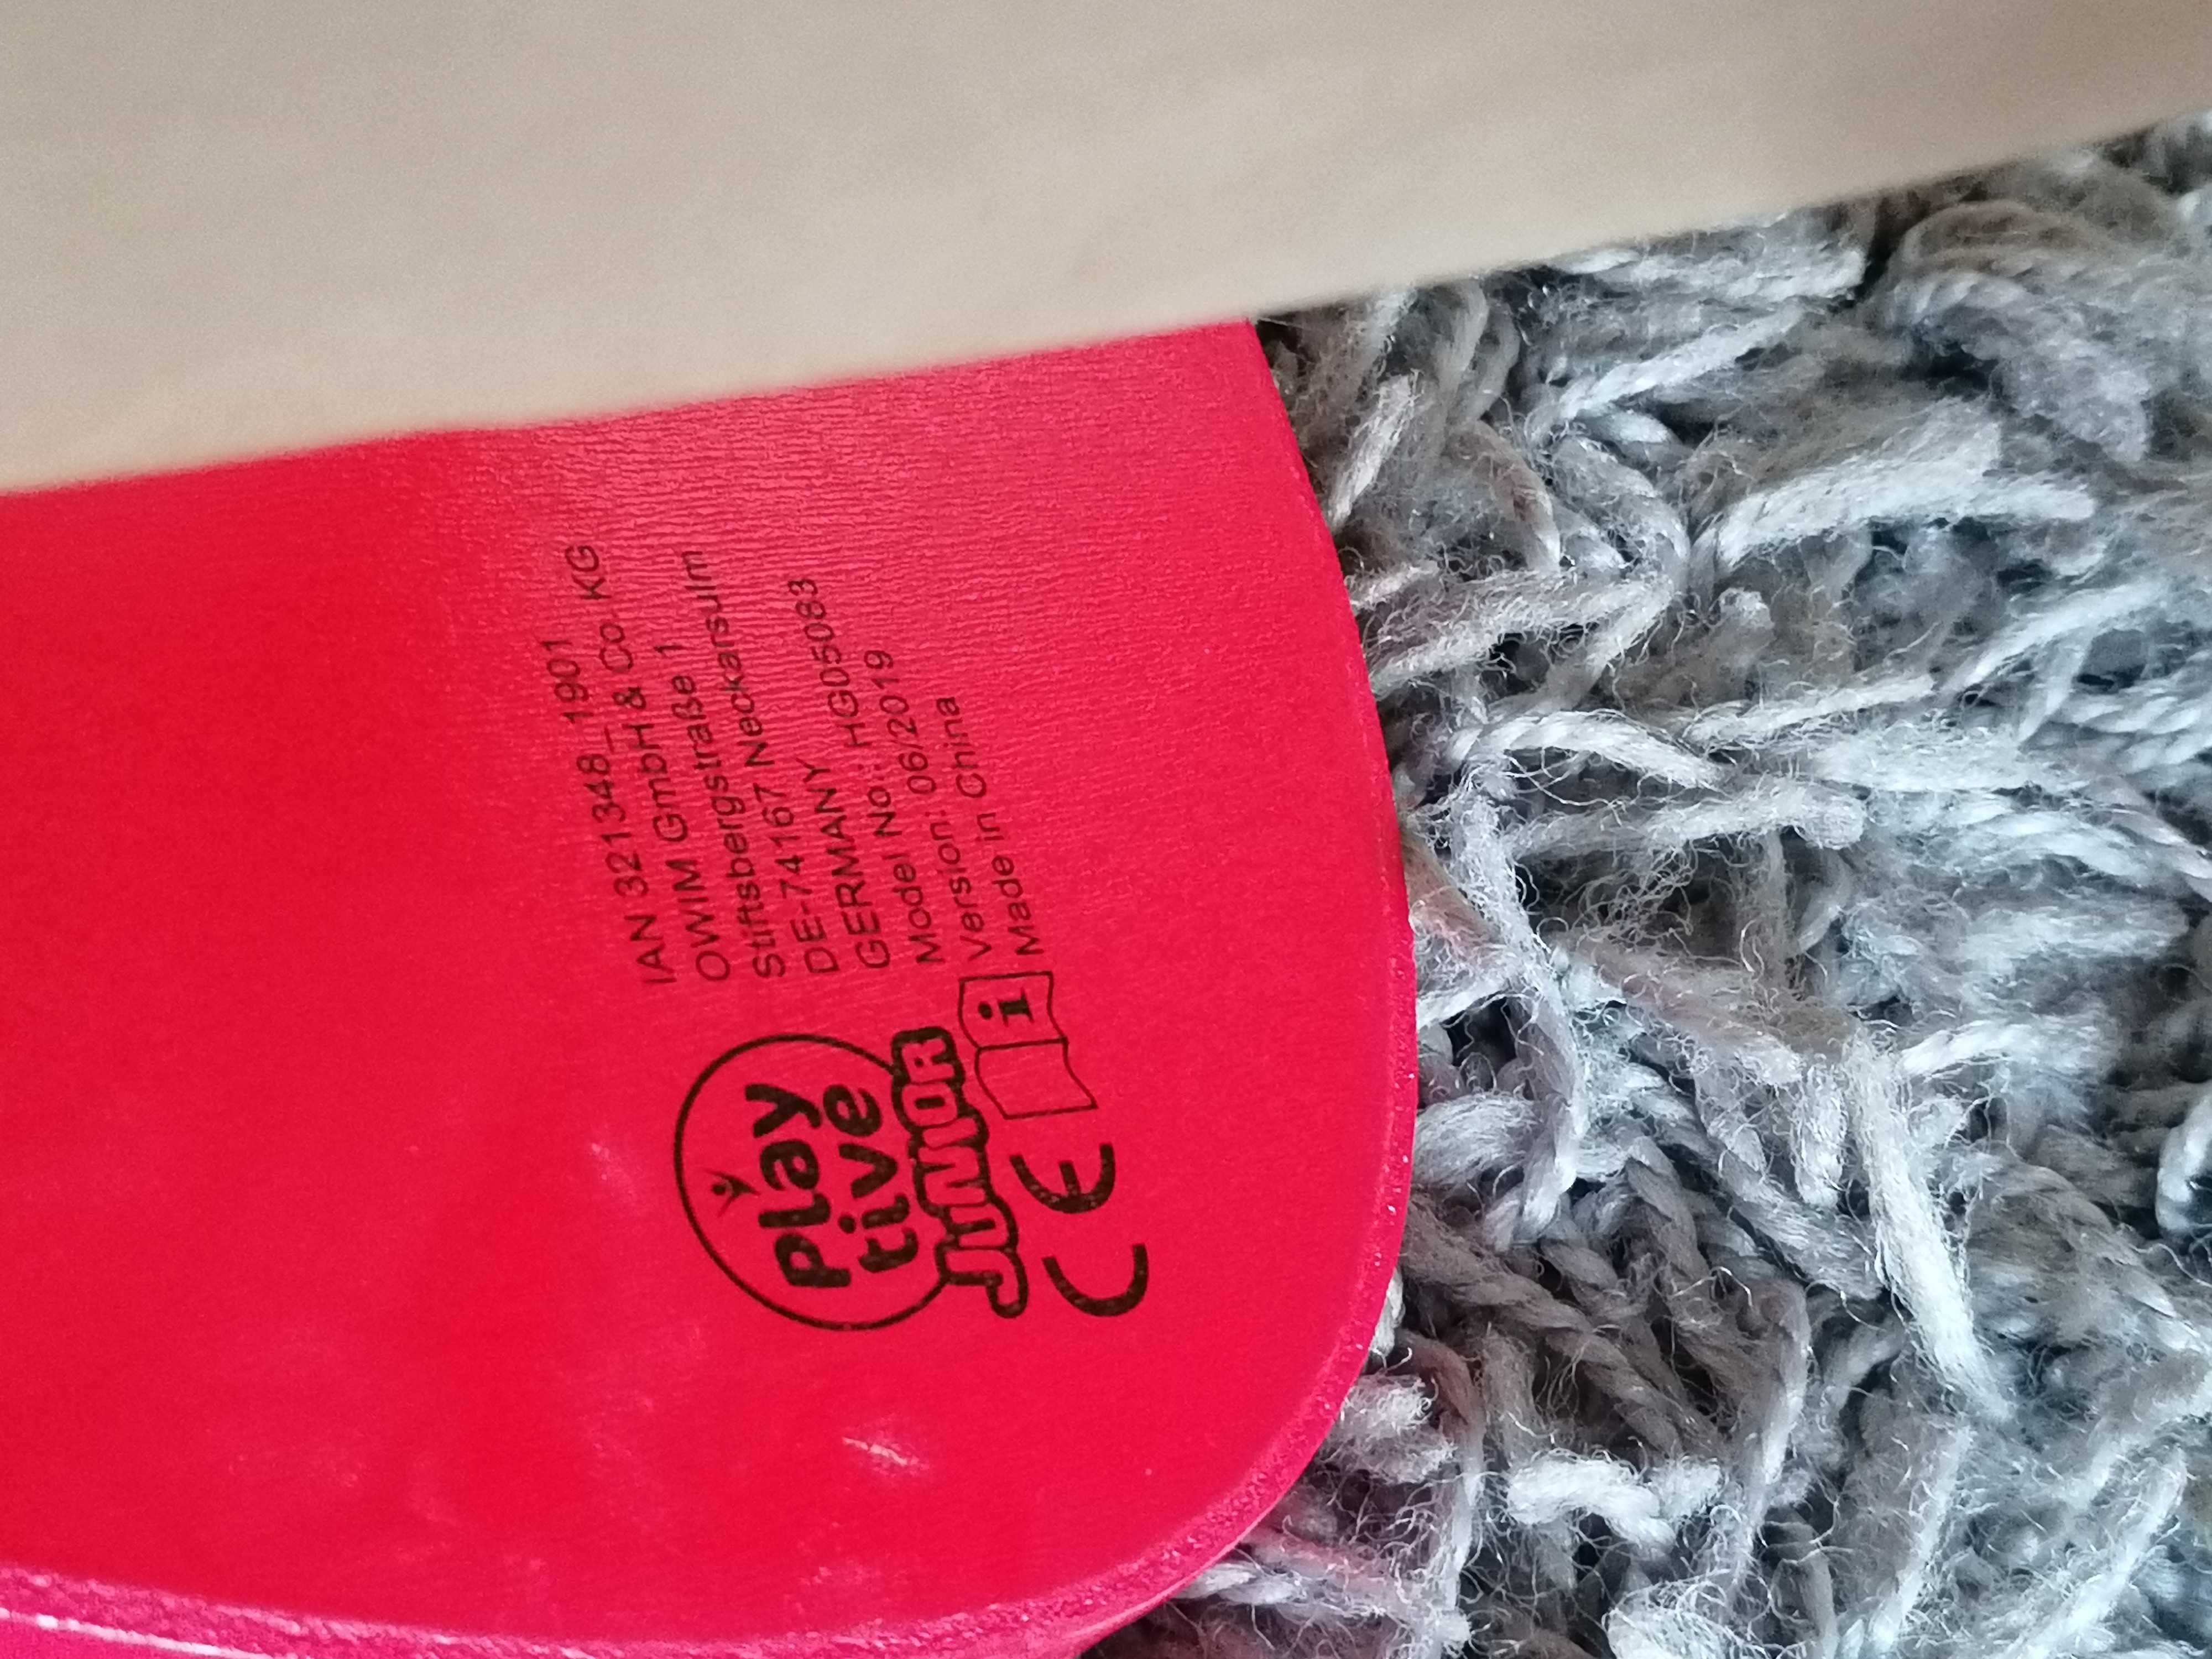 IAN 321348_1901
OWIM GmbH & Co. KG
Stiftsbergstraße 1
DE-74167 Neckarsulm
GERMANY
Model No.: HG05083
Version: 06/2019
Made in China
play
tive
JUNIOR
i
CE